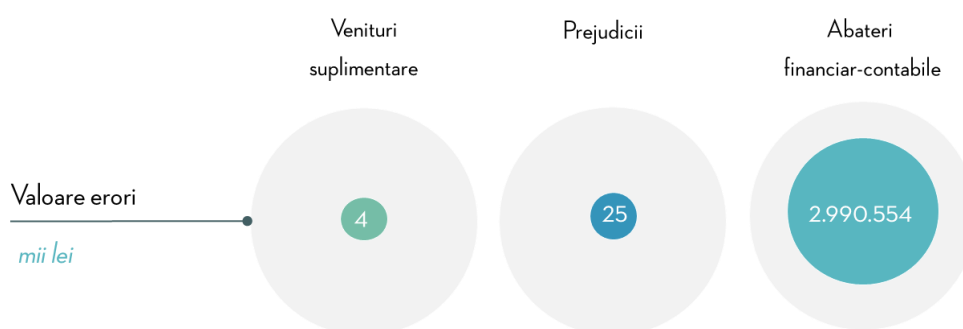 Venituri
suplimentare
Prejudicii
Abateri
financiar-contabile
Valoare erori
mii lei
4
25
2.990.554